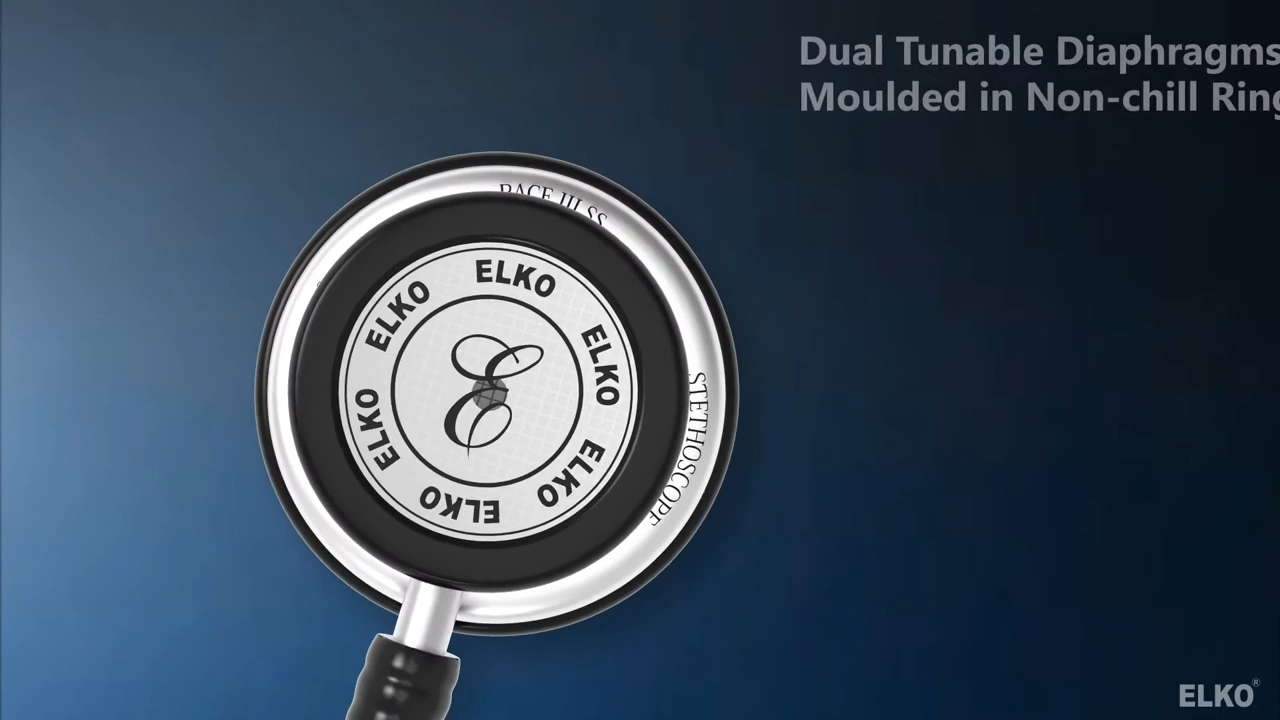 Dual Tunable Diaphragms
Moulded in Non-chill Ring
ELKO
ELKO
ELKO
ELKO
ELKO
ELKO
ELKO
E
STETHOSCOPE
ELKO®